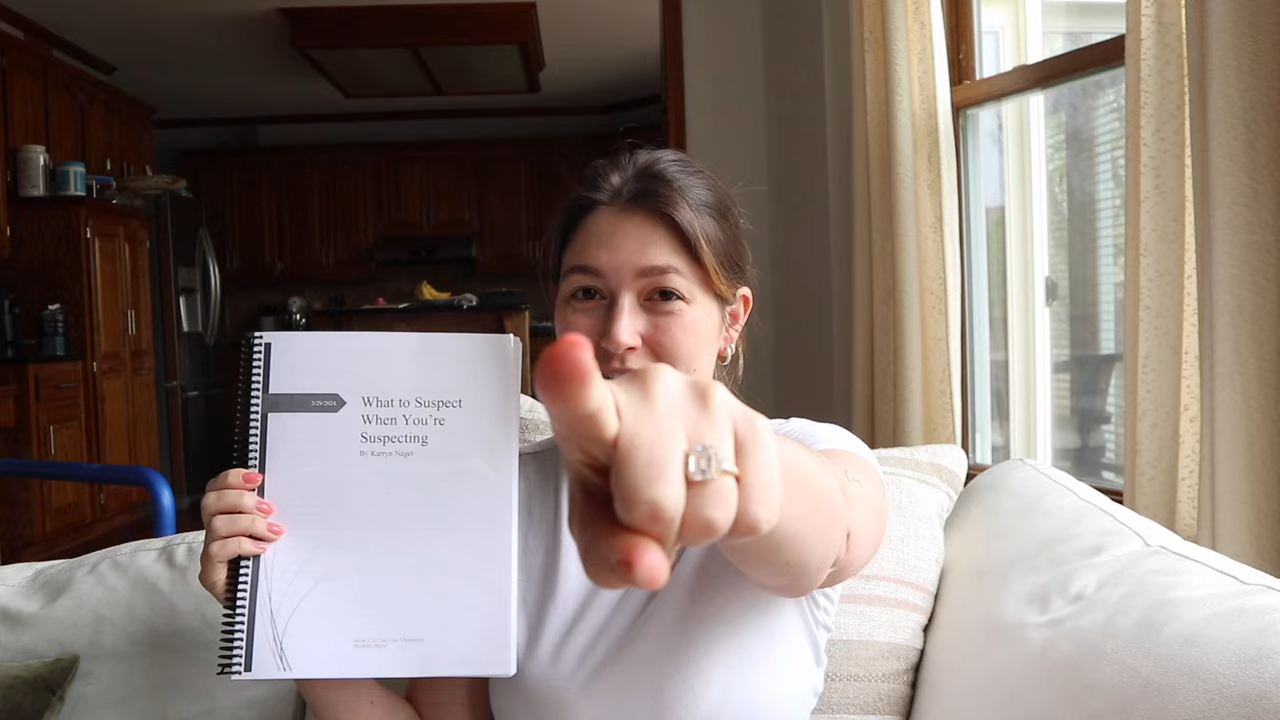 3/29/2024
What to Suspect
When You're
Suspecting
By Karryn Nagel